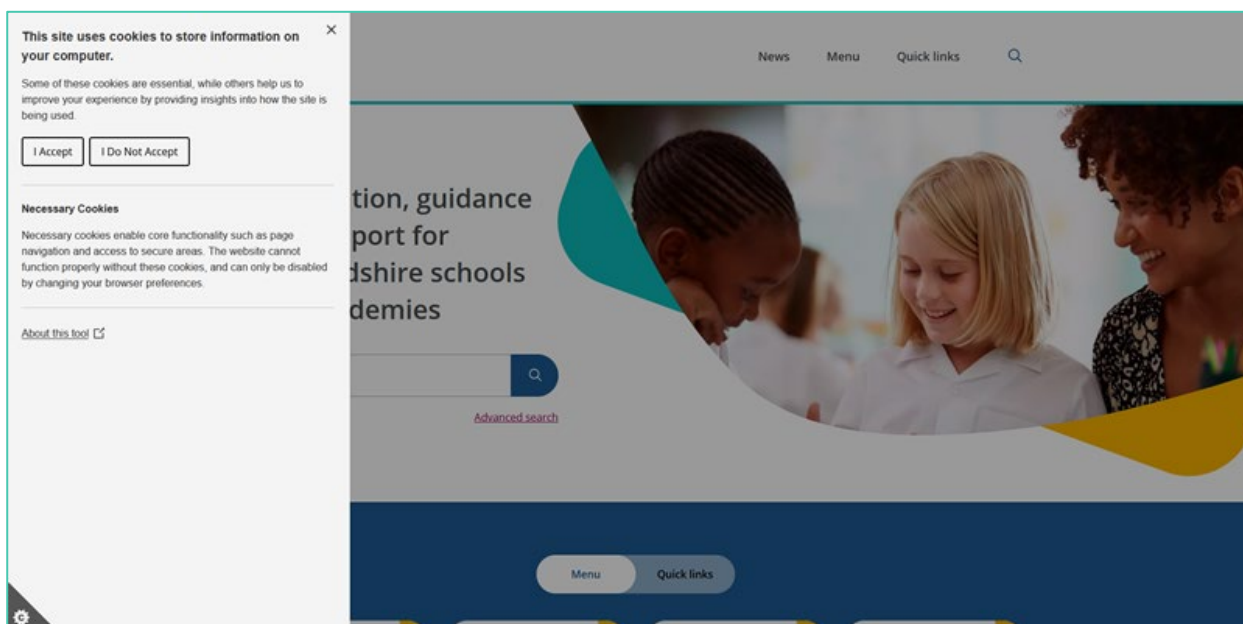 This site uses cookies to store information on
your computer.
Some of these cookies are essential, while others help us to
improve your experience by providing insights into how the site is
being used.
I Accept
I Do Not Accept
Necessary Cookies
Necessary cookies enable core functionality such as page
navigation and access to secure areas. The website cannot
function properly without these cookies, and can only be disabled
by changing your browser preferences.
About this tool
News Menu Quick links
tion, guidance
port for
dshire schools
demies
Advanced search
Menu Quick links